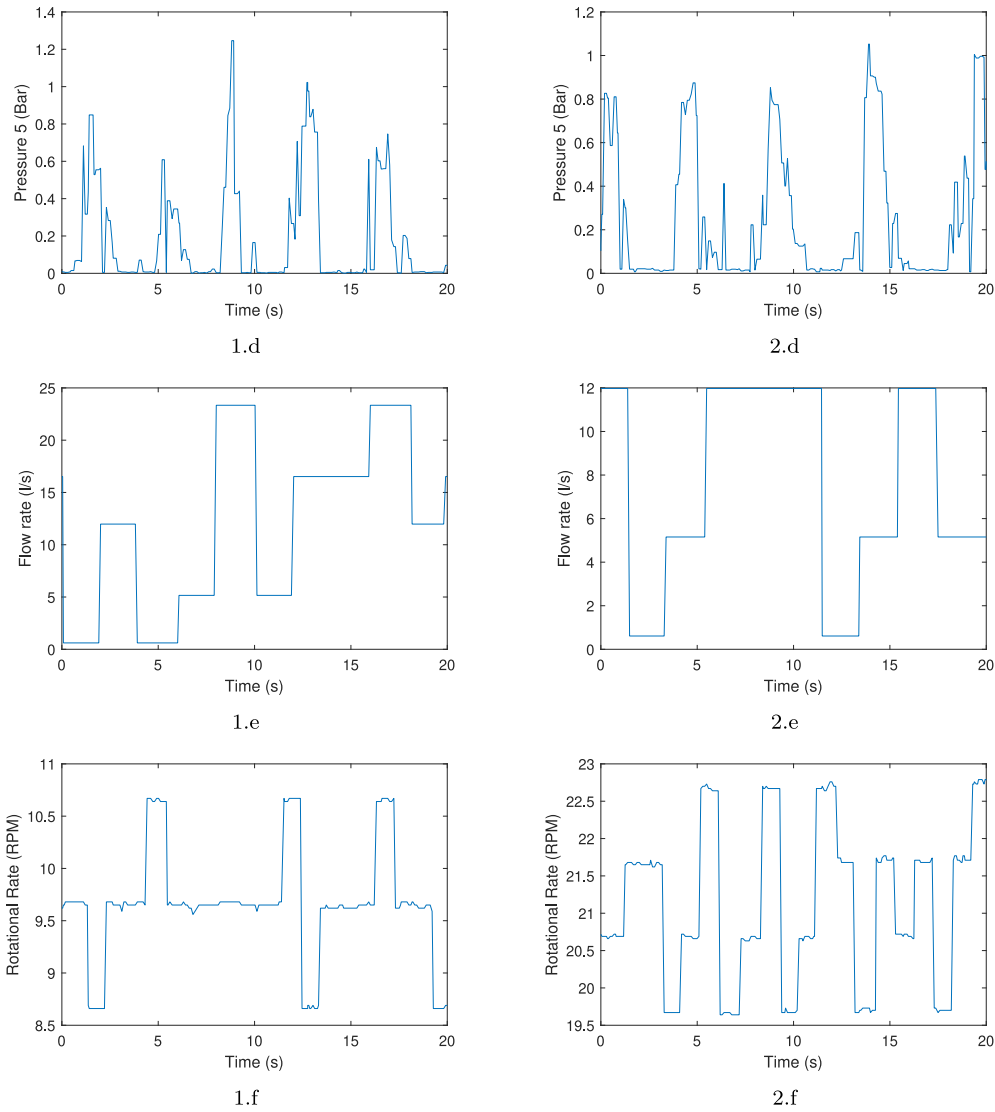 1.4
1.2
1
0.8
0.6
0.4
0.2
0
Pressure 5 (Bar)
0 5 10 15 20
Time (s)
1.d
1.2
1
0.8
0.6
0.4
0.2
0
Pressure 5 (Bar)
0 5 10 15 20
Time (s)
2.d
25
20
15
10
5
0
Flow rate (l/s)
0 5 10 15 20
Time (s)
1.e
12
10
8
6
4
2
0
Flow rate (l/s)
0 5 10 15 20
Time (s)
2.e
11
10.5
10
9.5
9
8.5
Rotational Rate (RPM)
0 5 10 15 20
Time (s)
1.f
23
22.5
22
21.5
21
20.5
20
19.5
Rotational Rate (RPM)
0 5 10 15 20
Time (s)
2.f